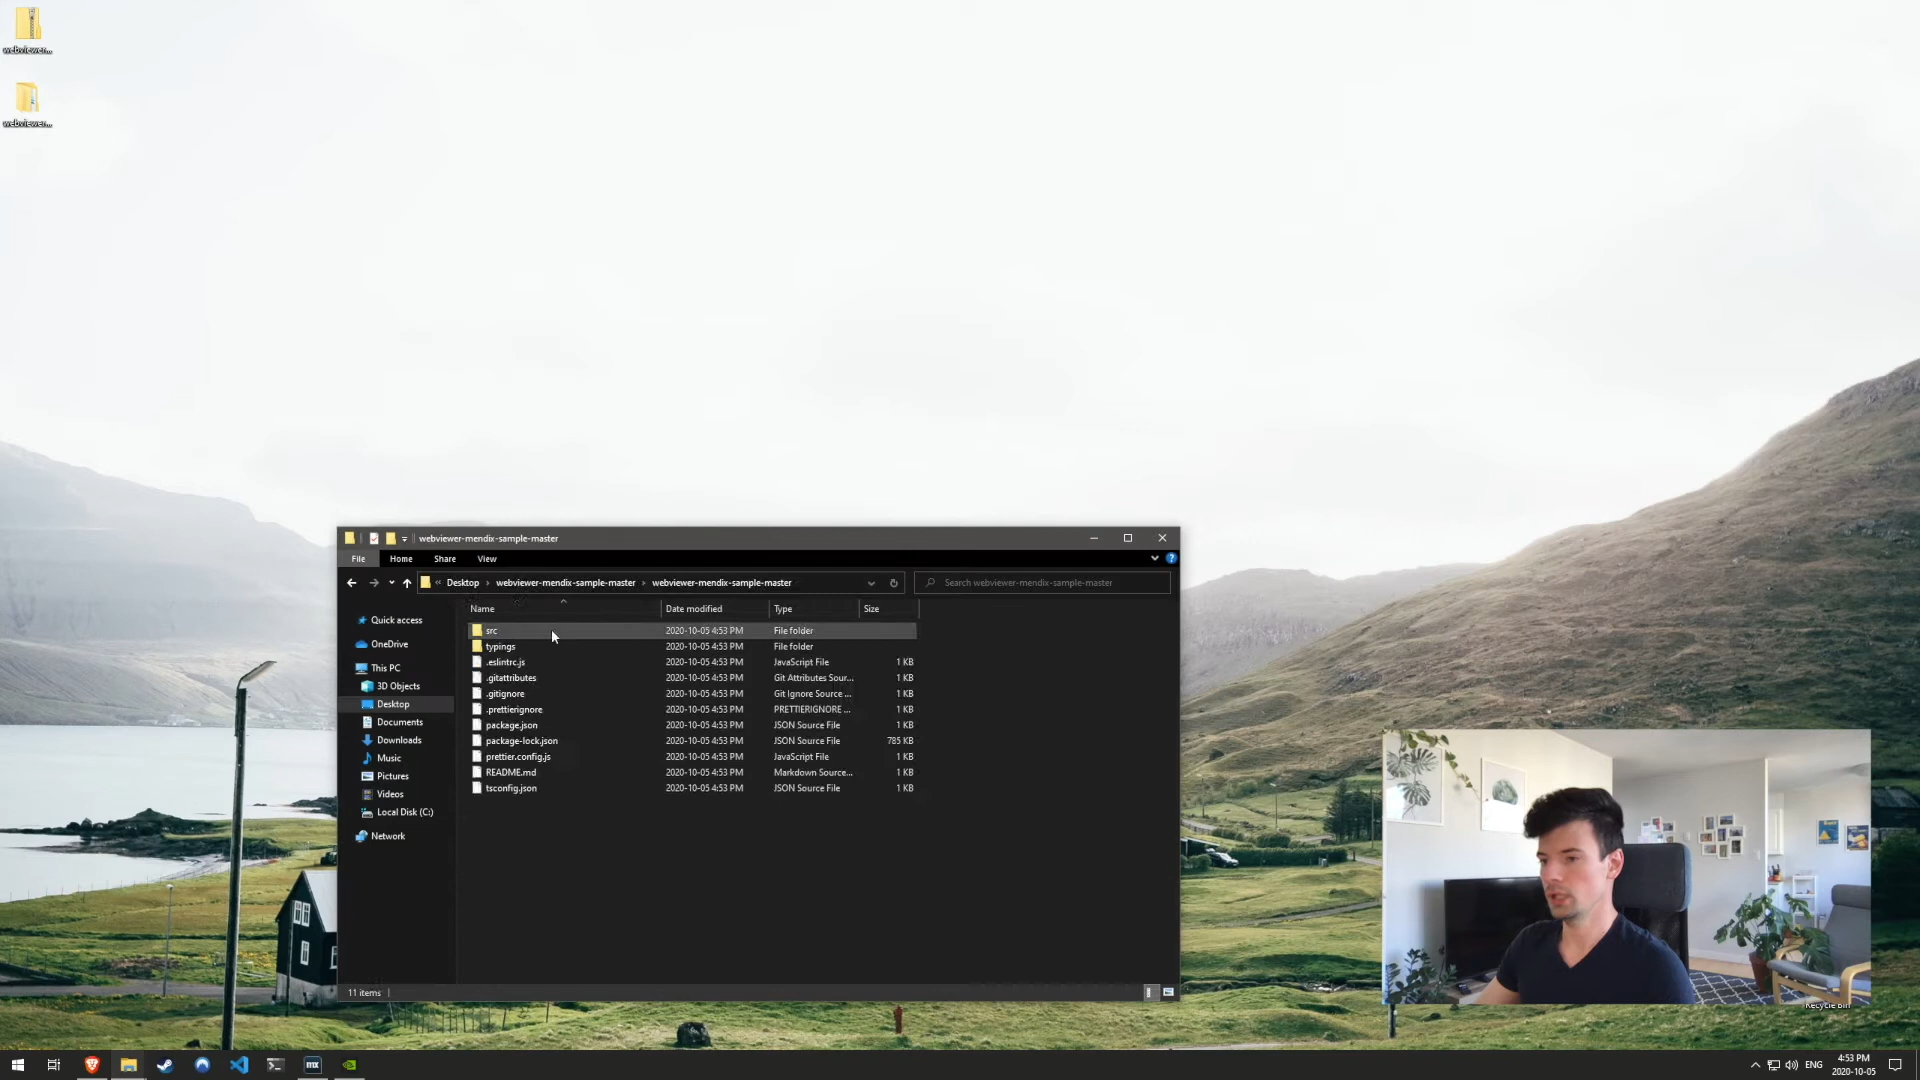 webviewer...
webviewer...
webviewer-mendix-sample-master
File
Home
Share
View
Desktop
webviewer-mendix-sample-master
webviewer-mendix-sample-master
Search webviewer-mendix-sample-master
Name
Date modified
Type
Size
Quick access
OneDrive
This PC
3D Objects
Desktop
Documents
Downloads
Music
Pictures
Videos
Local Disk (C:)
Network
src 2020-10-05 4:53 PM File folder
typings 2020-10-05 4:53 PM File folder
.eslintrc.js 2020-10-05 4:53 PM JavaScript File 1 KB
.gitattributes 2020-10-05 4:53 PM Git Attributes Sour... 1 KB
.gitignore 2020-10-05 4:53 PM Git Ignore Source ... 1 KB
.prettierignore 2020-10-05 4:53 PM PRETTIERIGNORE ... 1 KB
package.json 2020-10-05 4:53 PM JSON Source File 1 KB
package-lock.json 2020-10-05 4:53 PM JSON Source File 785 KB
prettier.config.js 2020-10-05 4:53 PM JavaScript File 1 KB
README.md 2020-10-05 4:53 PM Markdown Source... 1 KB
tsconfig.json 2020-10-05 4:53 PM JSON Source File 1 KB
11 items
Recycle Bin
mx
ENG
4:53 PM
2020-10-05